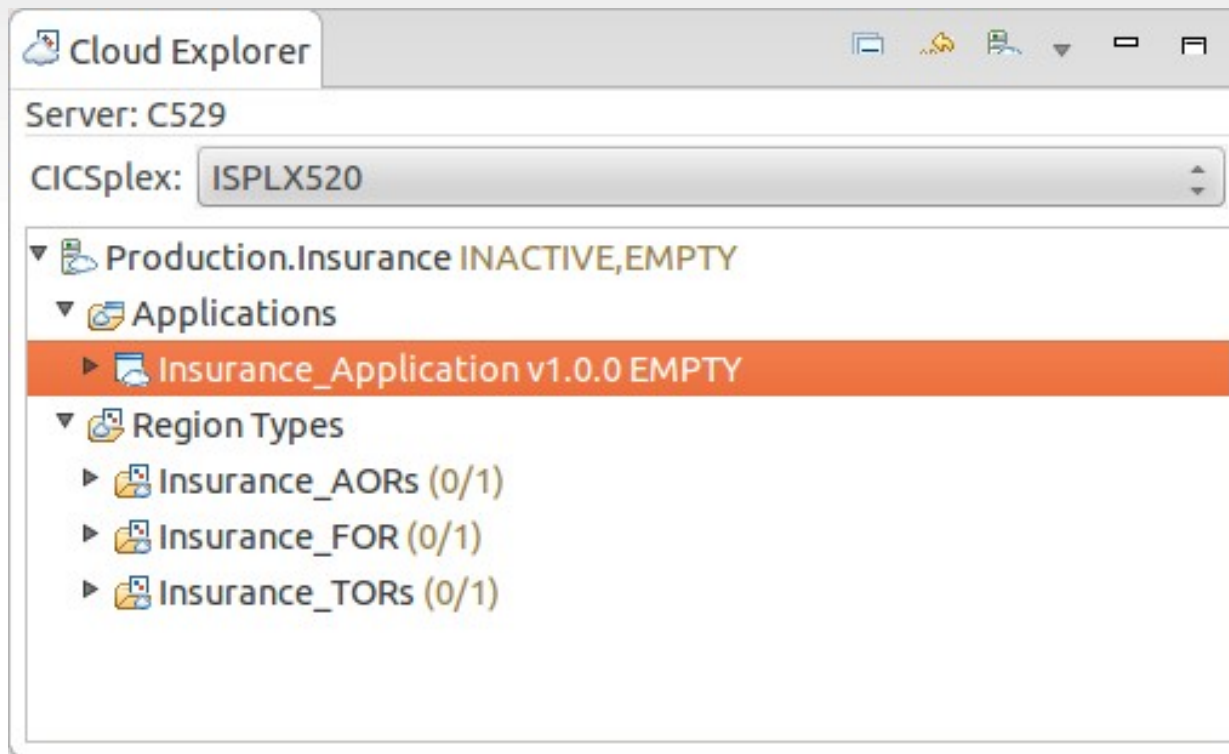 Cloud Explorer
Server: C529
CICSplex: ISPLX520
Production.Insurance INACTIVE,EMPTY
Applications
Insurance_Application v1.0.0 EMPTY
Region Types
Insurance_AORs (0/1)
Insurance_FOR (0/1)
Insurance_TORs (0/1)